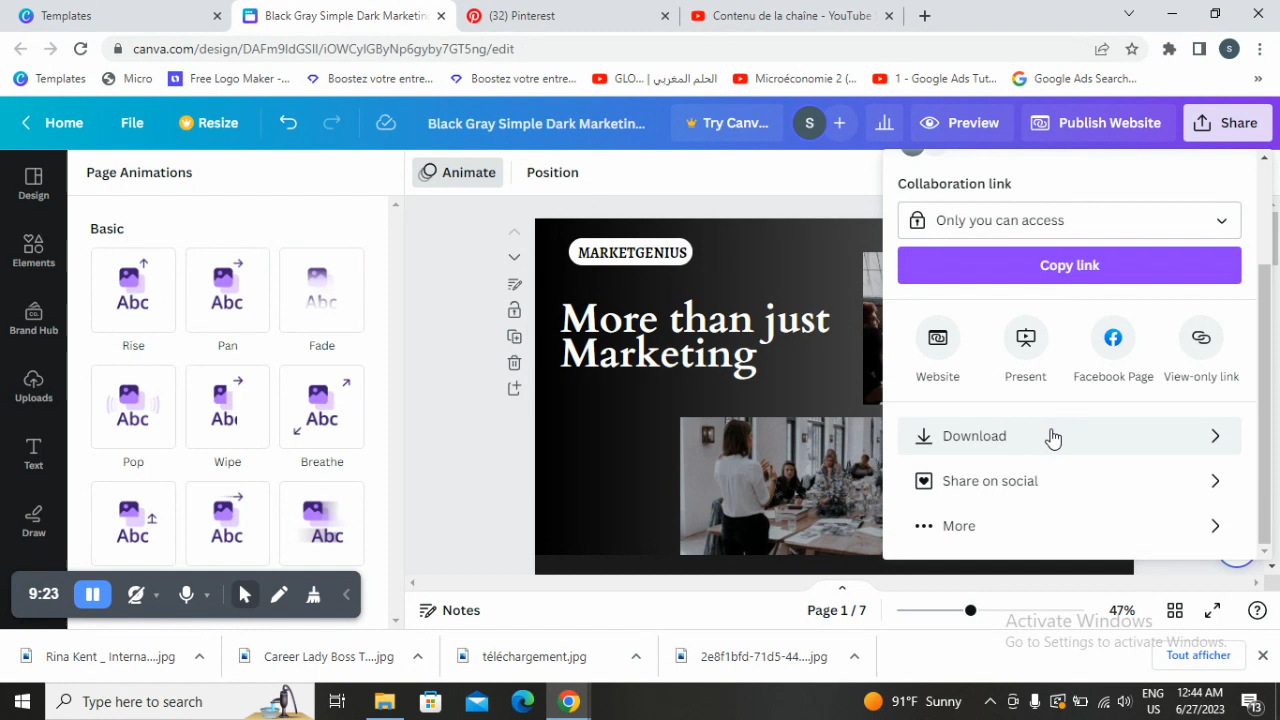 Templates
Black Gray Simple Dark Marketing
(32) Pinterest
Contenu de la chaîne - YouTube S
canva.com/design/DAFm9IdGSlI/iOWCylGByNp6gyby7GT5ng/edit
Templates
Micro
Free Logo Maker -...
Boostez votre entre...
Boostez votre entre...
GLO... | الحلم المغربي
Microéconomie 2 (...
1 - Google Ads Tut...
Google Ads Search...
»
Home
File
Resize
Black Gray Simple Dark Marketin...
Try Canv...
S
Preview
Publish Website
Share
Design
Elements
Brand Hub
Uploads
Text
Draw
Page Animations
Basic
Abc
Abc
Abc
Rise
Pan
Fade
Abc
Abc
Abc
Pop
Wipe
Breathe
Abc
Abc
Abc
Animate
Position
MARKETGENIUS
More than just
Marketing
Collaboration link
Only you can access
Copy link
Website
Present
Facebook Page
View-only link
Download
Share on social
More
9:23
Notes
Page 1 / 7
47%
Activate Windows
Go to Settings to activate Windows.
Rina Kent _ Interna....jpg
Career Lady Boss T....jpg
téléchargement.jpg
2e8f1bfd-71d5-44....jpg
Tout afficher
Type here to search
91°F Sunny
ENG
US
12:44 AM
6/27/2023
13